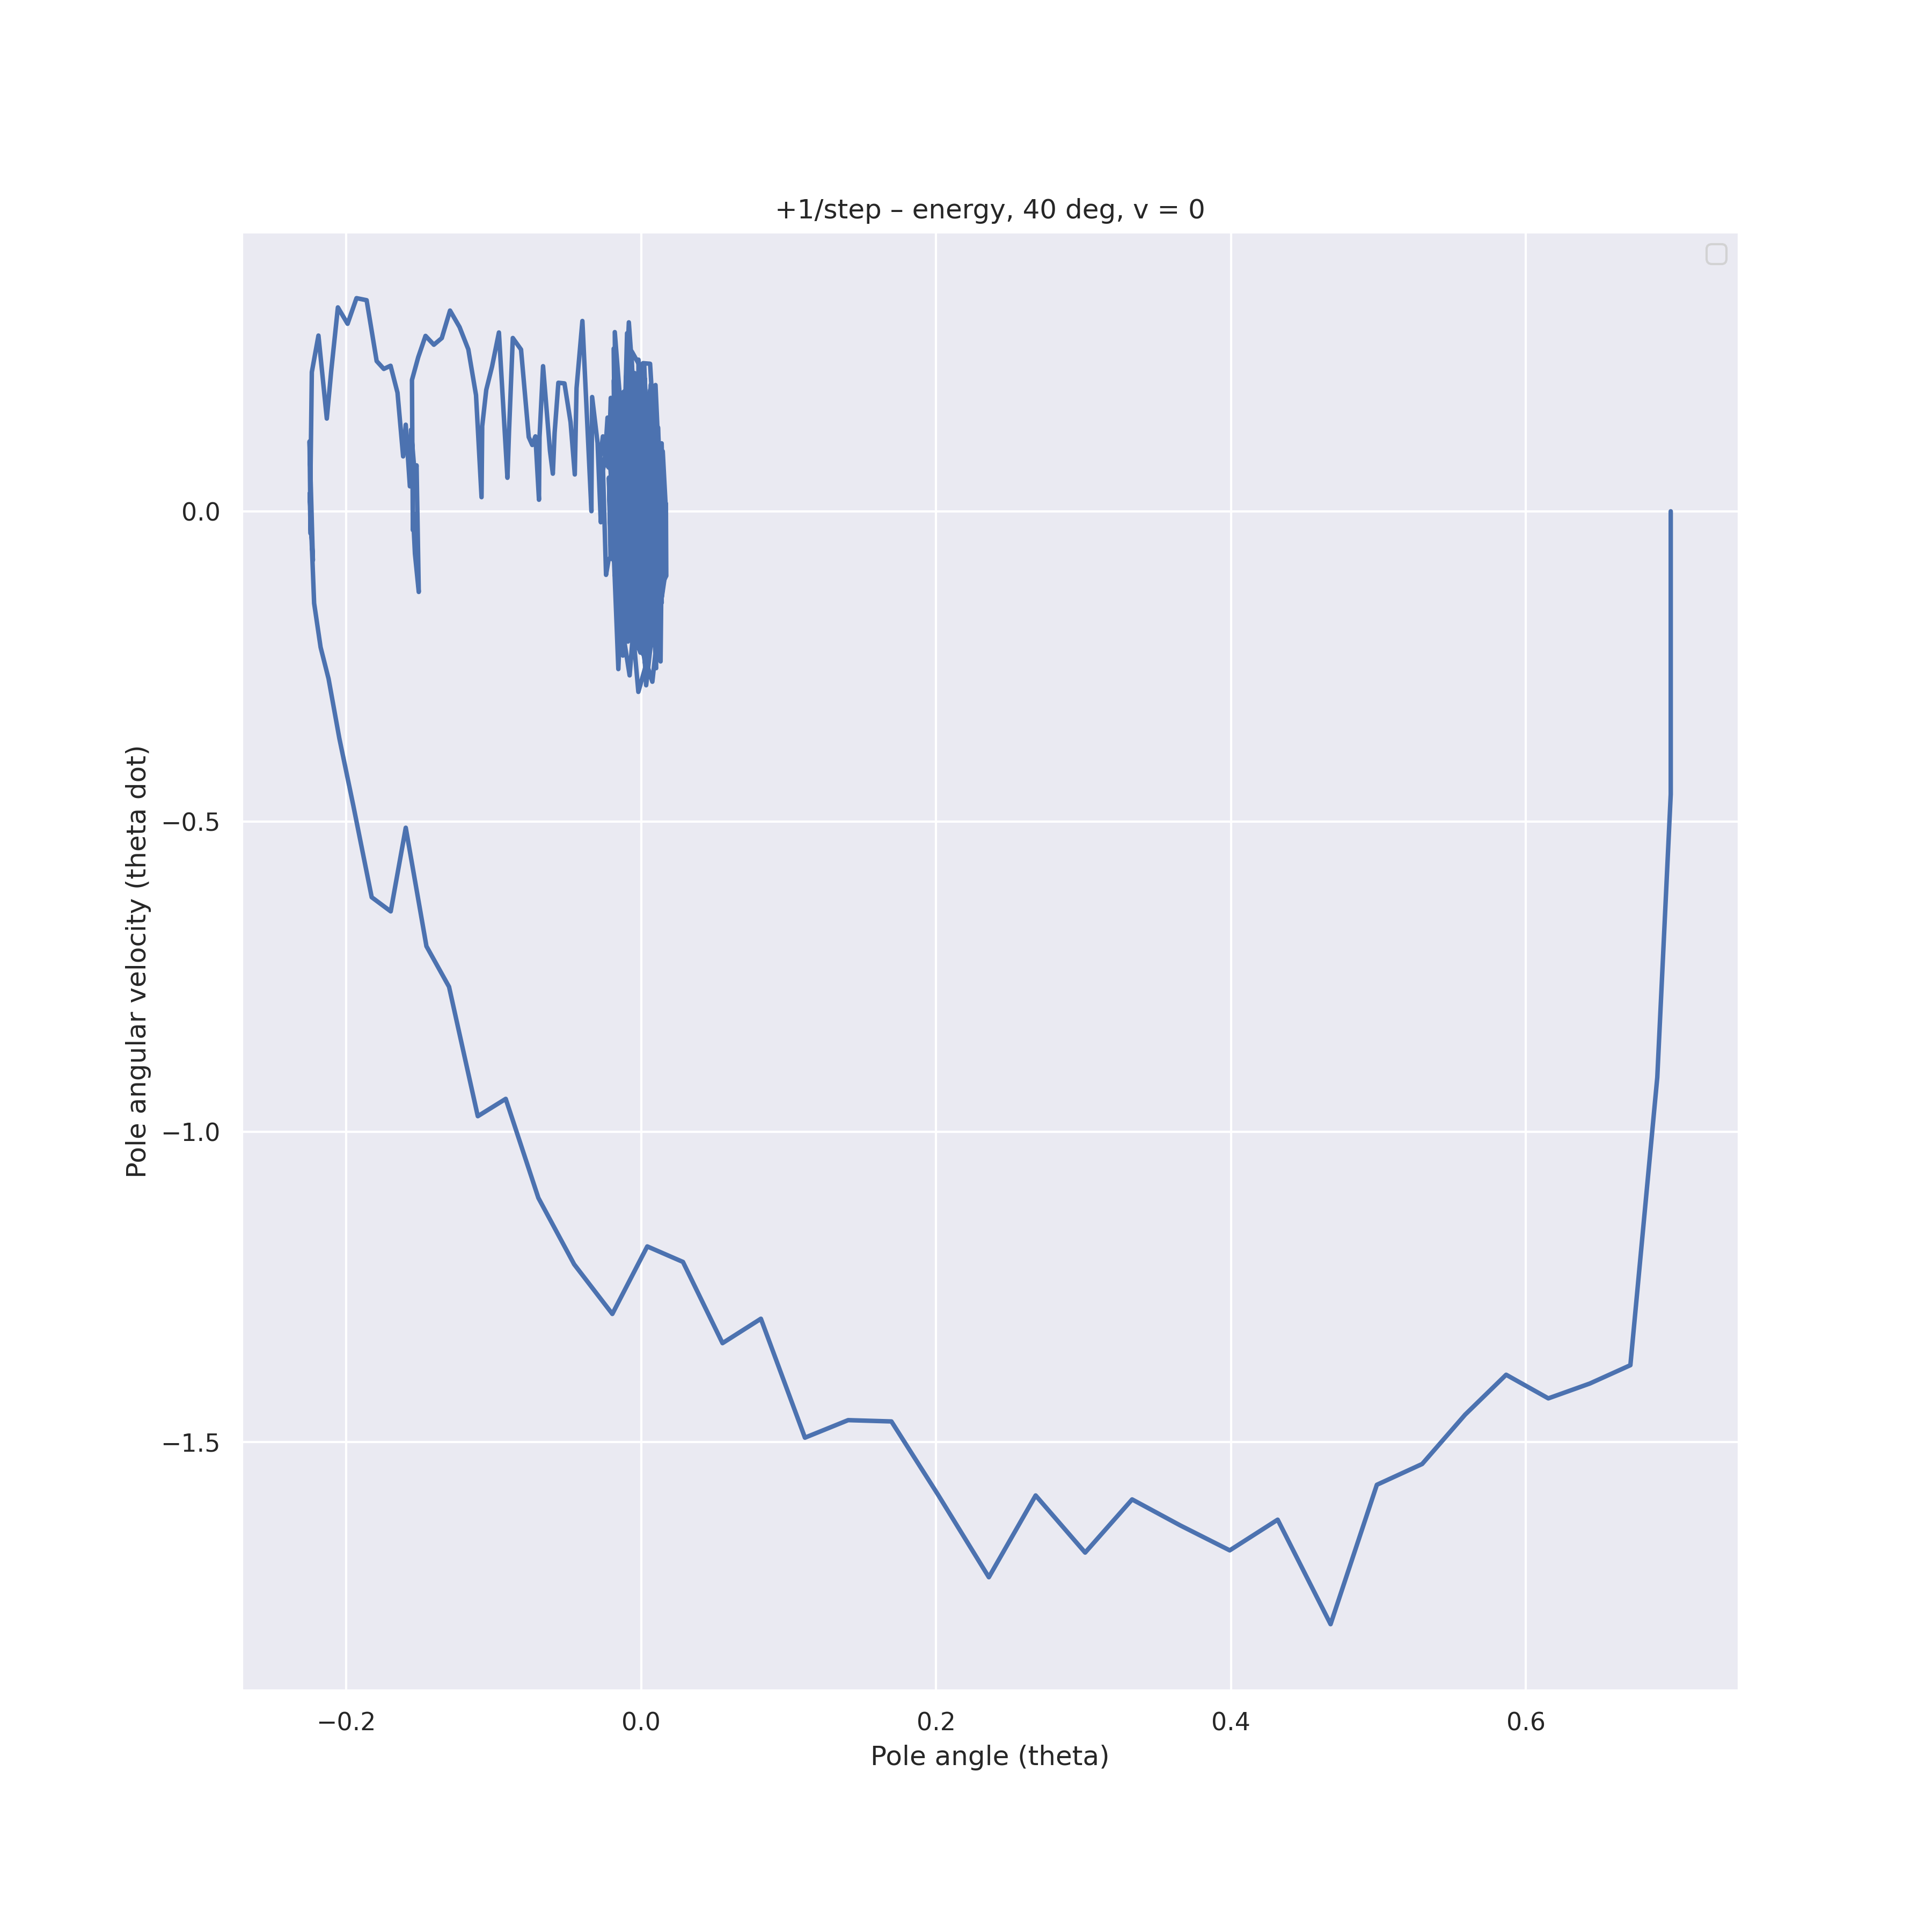 +1/step – energy, 40 deg, v = 0
0.0
−0.5
−1.0
−1.5
Pole angular velocity (theta dot)
−0.2 0.0 0.2 0.4 0.6
Pole angle (theta)